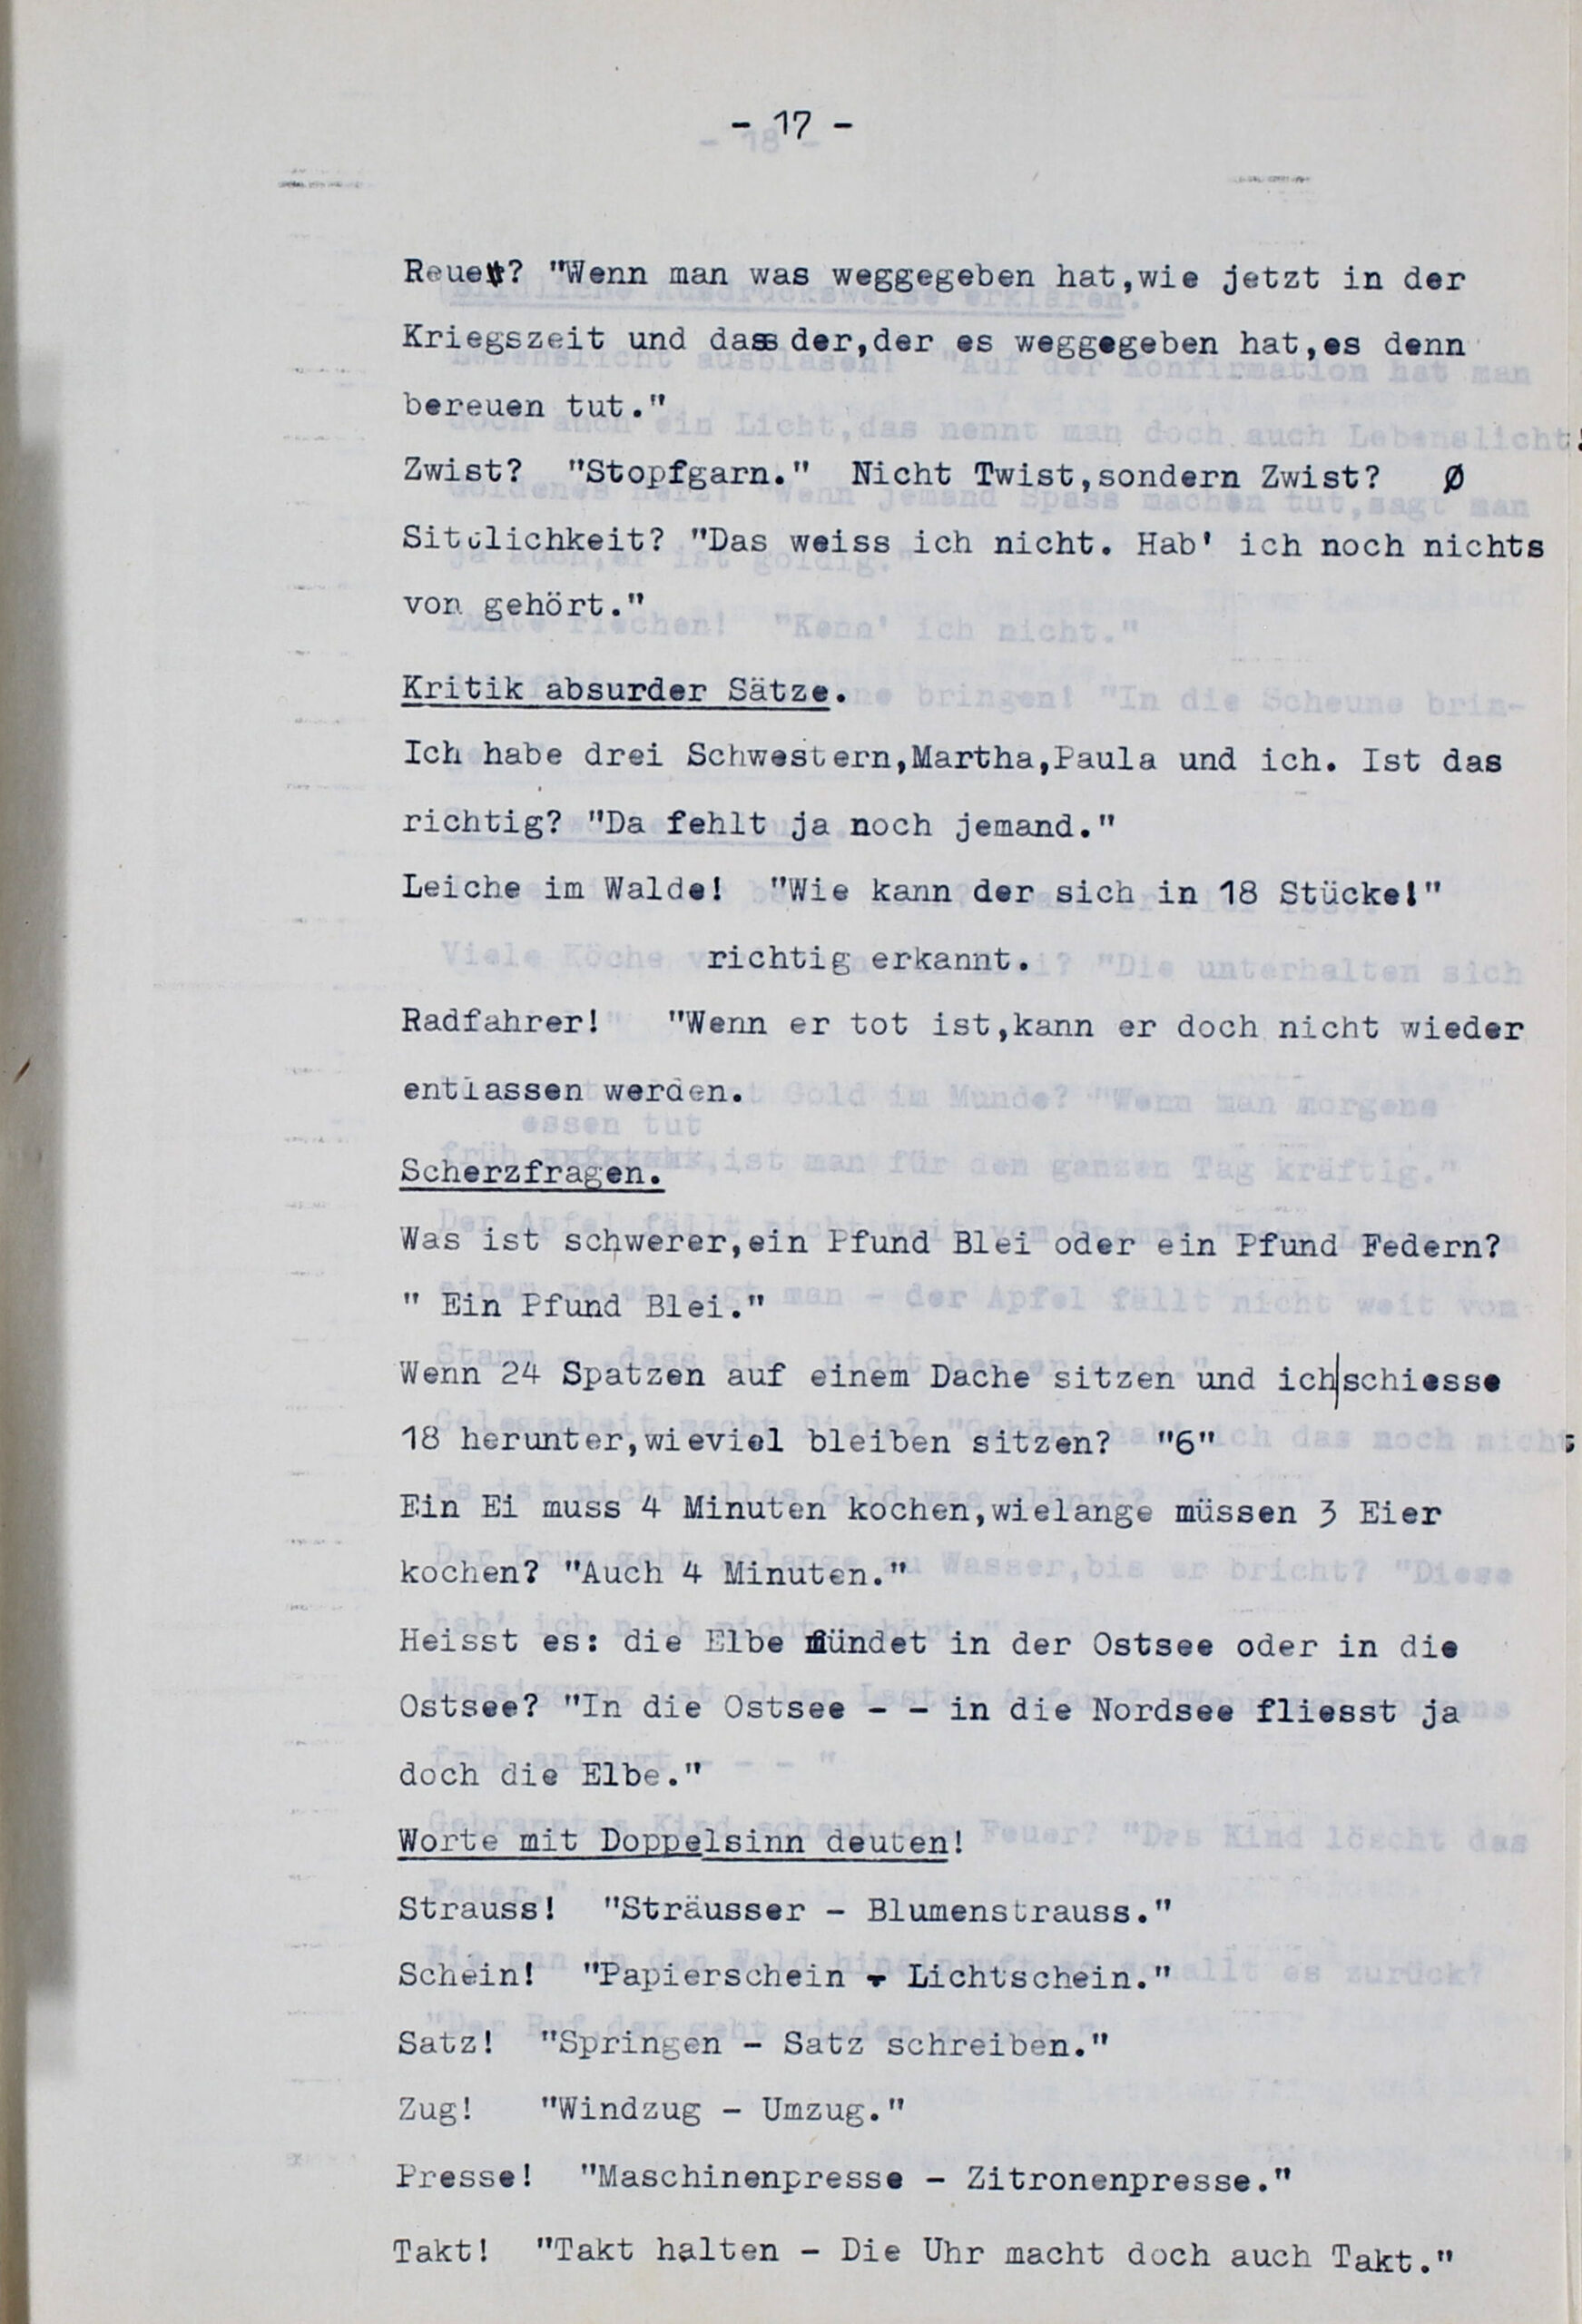 - 17 -
Reue? "Wenn man was weggegeben hat,wie jetzt in der
Kriegszeit und dass der,der es weggegeben hat,es denn
bereuen tut."
Zwist? "Stopfgarn." Nicht Twist,sondern Zwist? Ø
Sittlichkeit? "Das weiss ich nicht. Hab' ich noch nichts
von gehört."
Kritik absurder Sätze.
Ich habe drei Schwestern,Martha,Paula und ich. Ist das
richtig? "Da fehlt ja noch jemand."
Leiche im Walde! "Wie kann der sich in 18 Stücke!"
richtig erkannt.
Radfahrer! "Wenn er tot ist,kann er doch nicht wieder
entlassen werden.
Scherzfragen.
Was ist schwerer,ein Pfund Blei oder ein Pfund Federn?
" Ein Pfund Blei."
Wenn 24 Spatzen auf einem Dache sitzen und ich|schiesse
18 herunter,wieviel bleiben sitzen? "6"
Ein Ei muss 4 Minuten kochen,wielange müssen 3 Eier
kochen? "Auch 4 Minuten."
Heisst es: die Elbe mündet in der Ostsee oder in die
Ostsee? "In die Ostsee - - in die Nordsee fliesst ja
doch die Elbe."
Worte mit Doppelsinn deuten!
Strauss! "Sträusser - Blumenstrauss."
Schein! "Papierschein - Lichtschein."
Satz! "Springen - Satz schreiben."
Zug! "Windzug - Umzug."
Presse! "Maschinenpresse - Zitronenpresse."
Takt! "Takt halten - Die Uhr macht doch auch Takt."